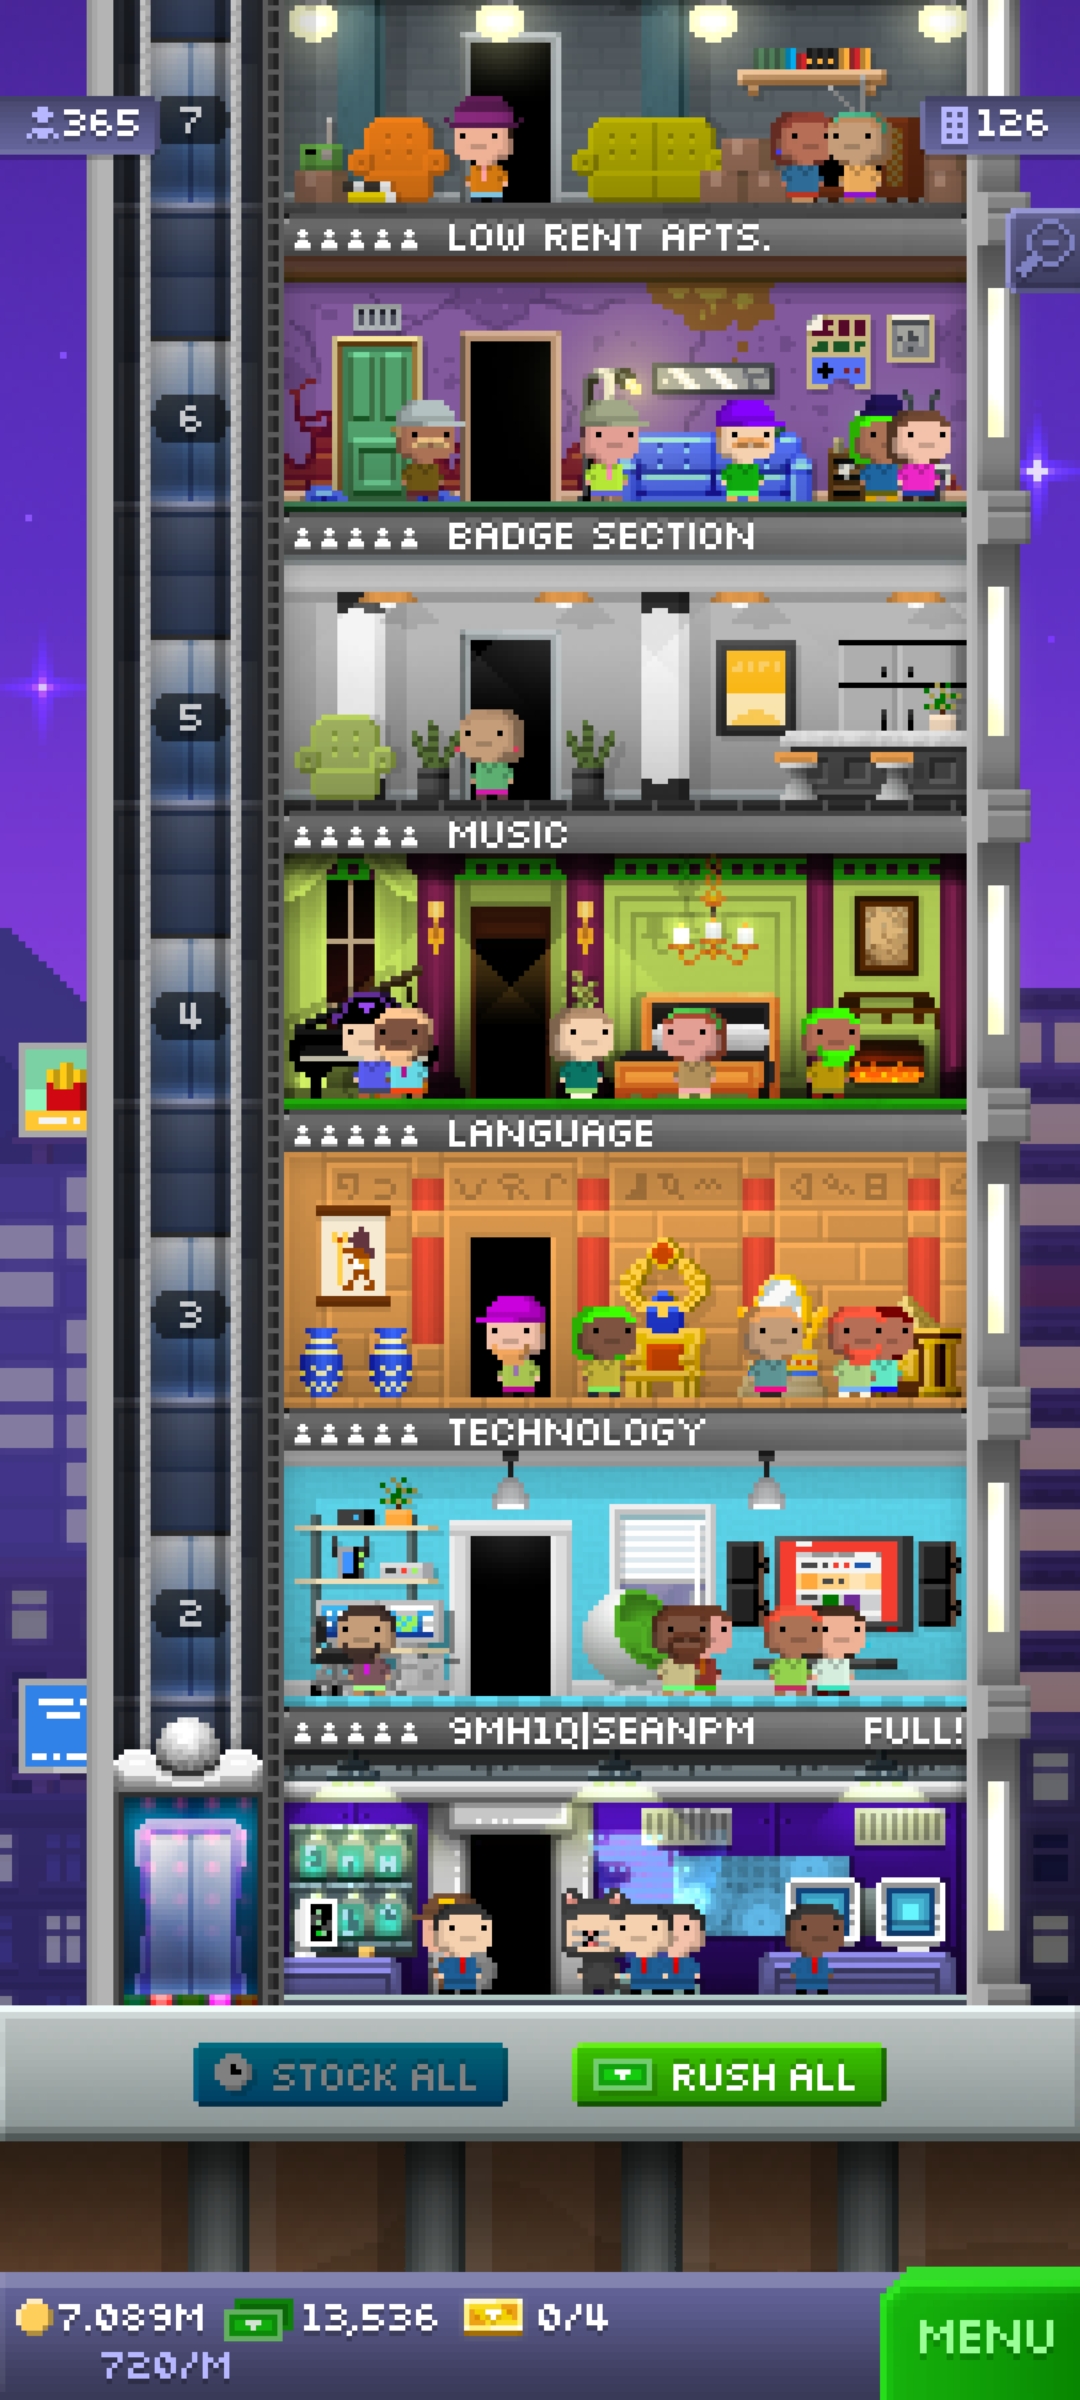 365
7
126
LOW RENT APTS.
6
BADGE SECTION
5
MUSIC
4
LANGUAGE
3
TECHNOLOGY
2
9MH1Q|SEANPM FULL!
STOCK ALL
RUSH ALL
7.089M
13,536
0/4
720/M
MENU